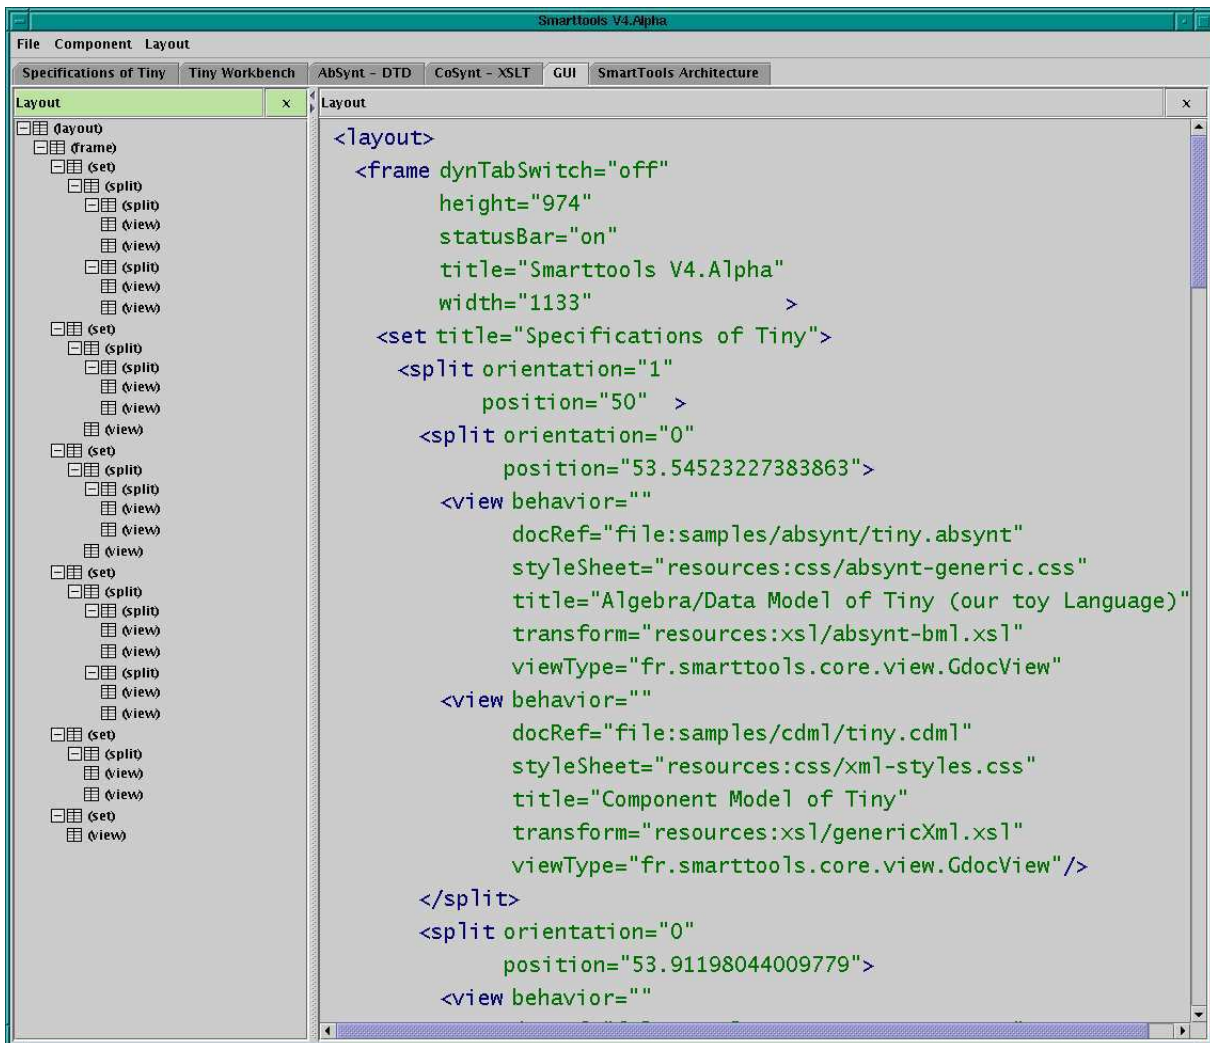 Smarttools V4.Alpha
File Component Layout
Specifications of Tiny Tiny Workbench AbSynt - DTD CoSynt - XSLT GUI SmartTools Architecture
Layout x
(layout)
(frame)
(set)
(split)
(split)
(view)
(view)
(split)
(view)
(view)
(set)
(split)
(split)
(view)
(view)
(view)
(set)
(split)
(split)
(view)
(view)
(view)
(set)
(split)
(split)
(view)
(view)
(split)
(view)
(view)
(set)
(split)
(view)
(view)
(set)
(view)
Layout x
<layout>
<frame dynTabSwitch="off"
height="974"
statusBar="on"
title="Smarttools V4.Alpha"
width="1133" >
<set title="Specifications of Tiny">
<split orientation="1"
position="50" >
<split orientation="0"
position="53.54523227383863">
<view behavior=""
docRef="file:samples/absynt/tiny.absynt"
styleSheet="resources:css/absynt-generic.css"
title="Algebra/Data Model of Tiny (our toy Language)"
transform="resources:xsl/absynt-bml.xsl"
viewType="fr.smarttools.core.view.GdocView"
<view behavior=""
docRef="file:samples/cdml/tiny.cdml"
styleSheet="resources:css/xml-styles.css"
title="Component Model of Tiny"
transform="resources:xsl/genericXml.xsl"
viewType="fr.smarttools.core.view.GdocView"/>
</split>
<split orientation="0"
position="53.91198044009779">
<view behavior=""